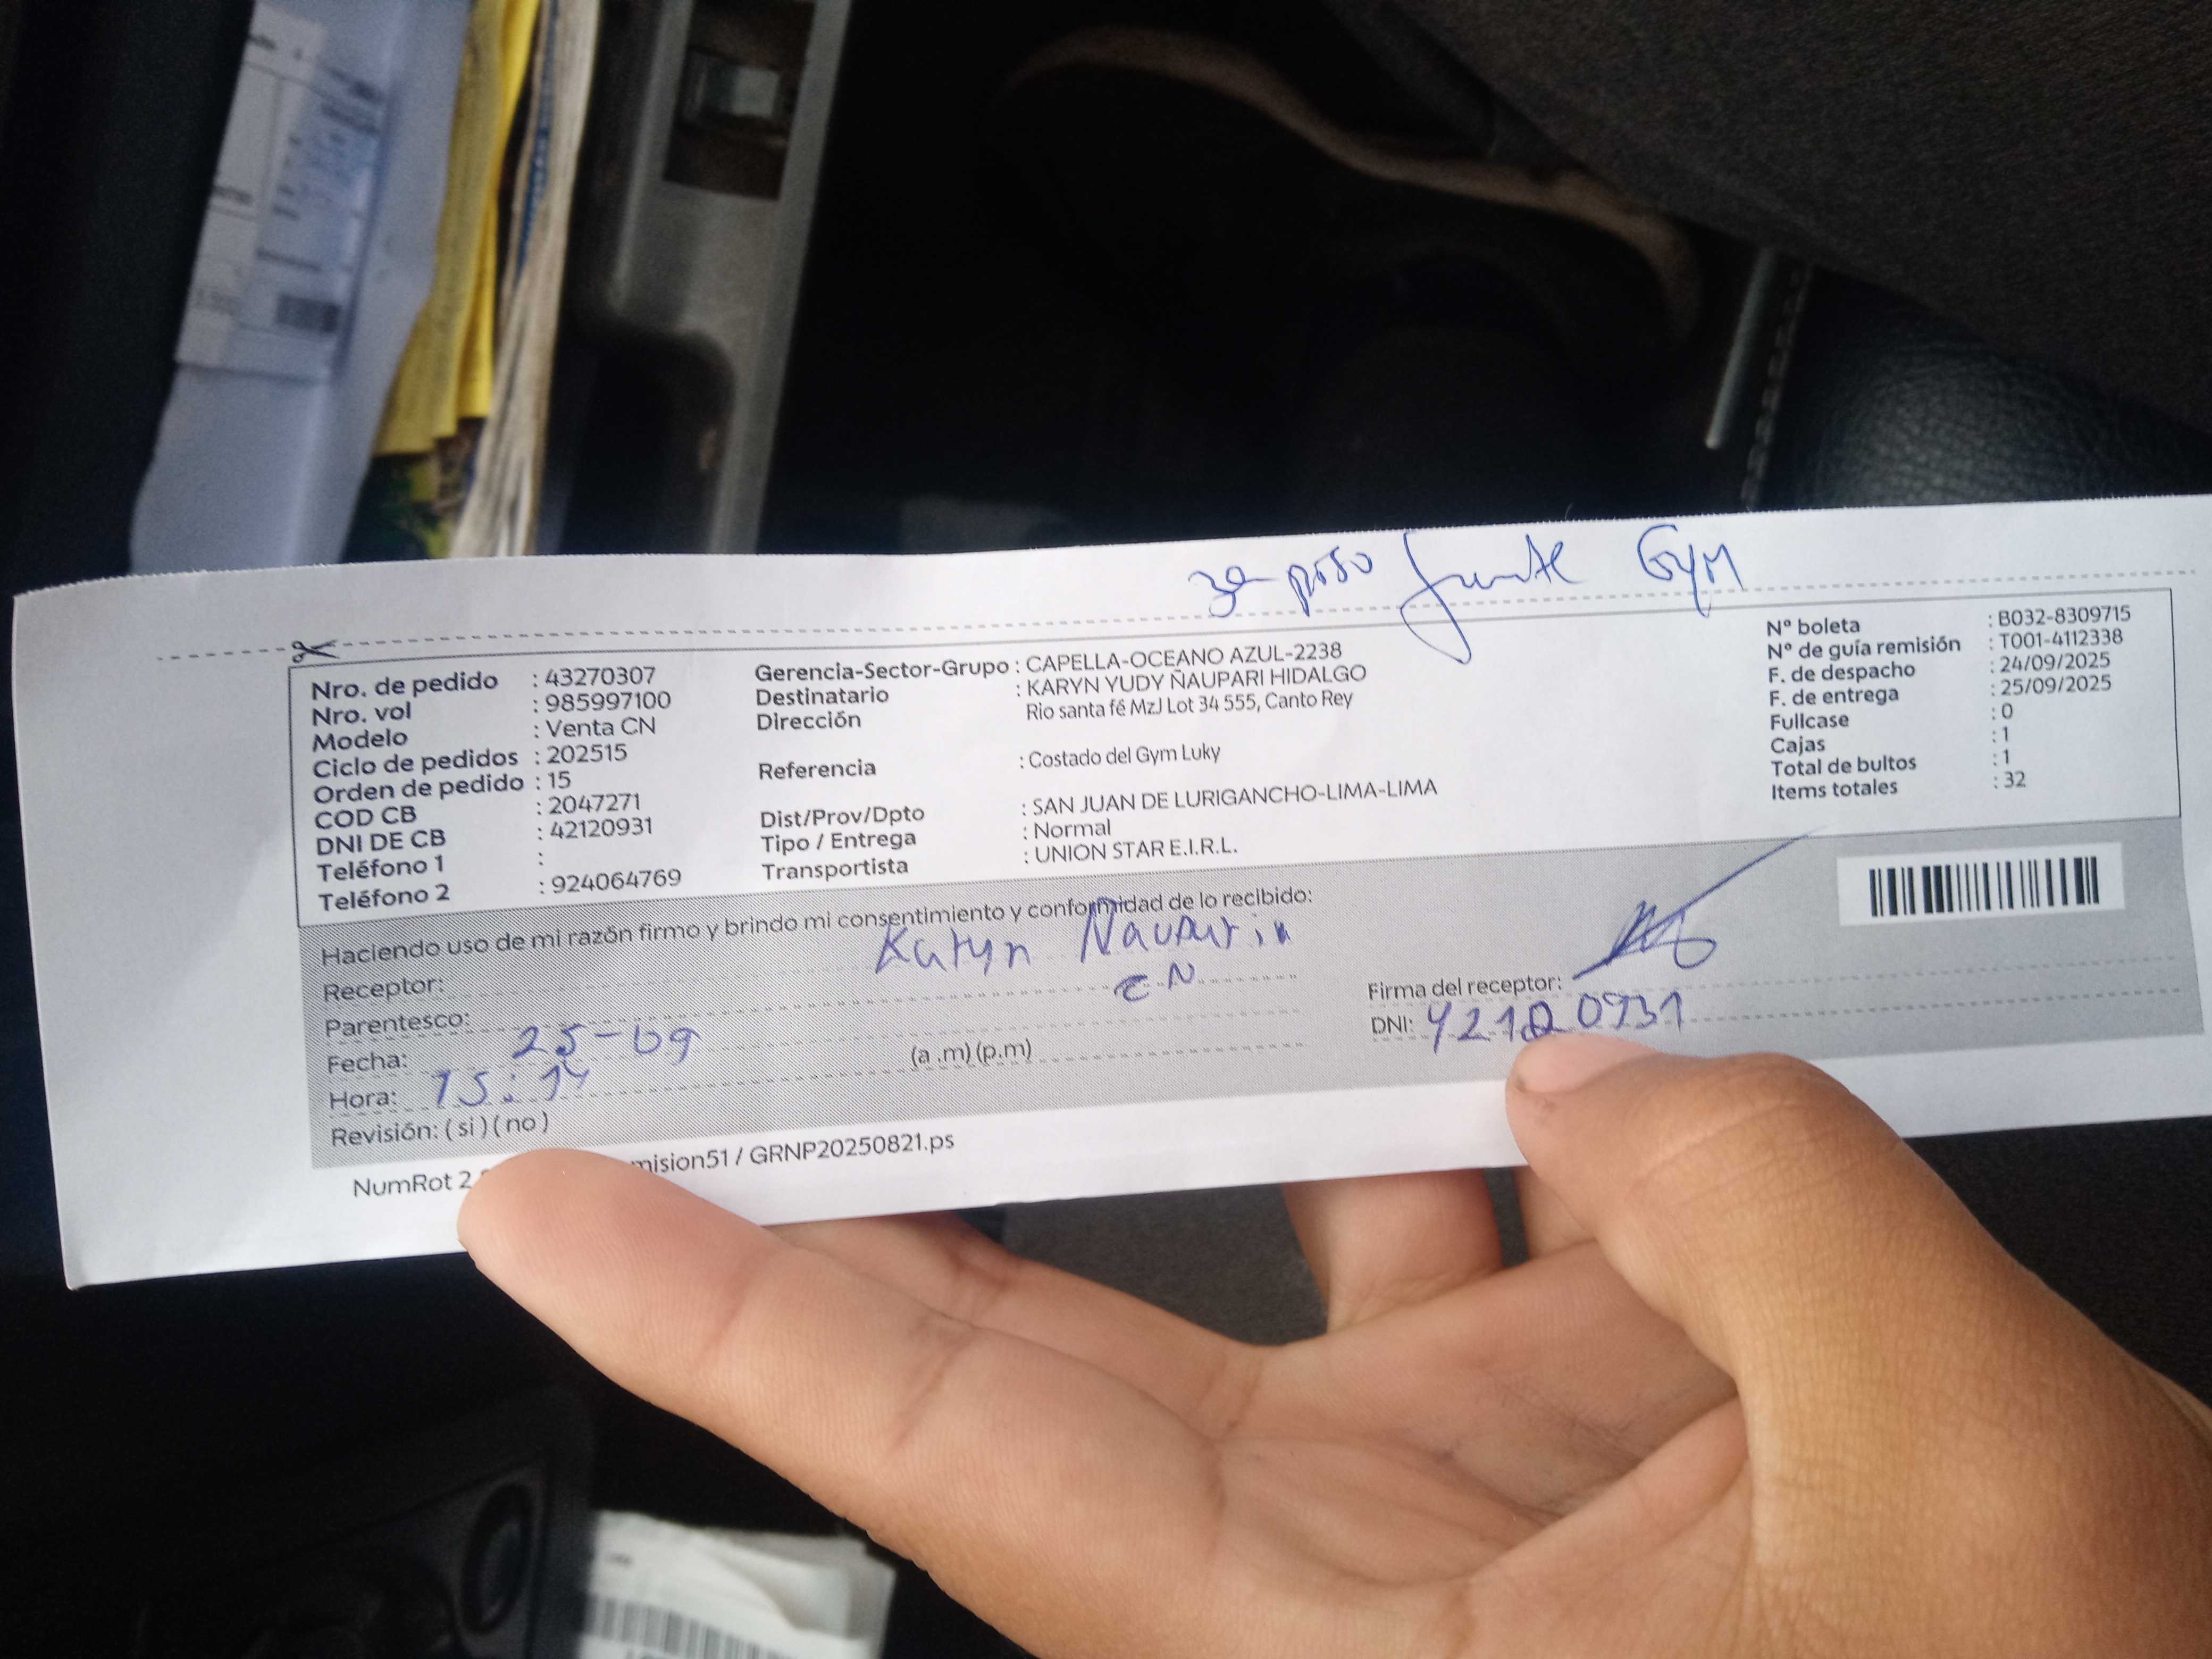 3er piso frente Gym
Nro. de pedido : 43270307
Nro. vol : 985997100
Modelo : Venta CN
Ciclo de pedidos : 202515
Orden de pedido : 15
COD CB : 2047271
DNI DE CB : 42120931
Teléfono 1 :
Teléfono 2 : 924064769
Gerencia-Sector-Grupo : CAPELLA-OCEANO AZUL-2238
Destinatario : KARYN YUDY ÑAUPARI HIDALGO
Dirección Rio santa fé MzJ Lot 34 555, Canto Rey
Referencia : Costado del Gym Luky
Dist/Prov/Dpto : SAN JUAN DE LURIGANCHO-LIMA-LIMA
Tipo / Entrega : Normal
Transportista : UNION STAR E.I.R.L.
Nº boleta : B032-8309715
Nº de guía remisión : T001-4112338
F. de despacho : 24/09/2025
F. de entrega : 25/09/2025
Fullcase : 0
Cajas : 1
Total de bultos : 1
Items totales : 32
Haciendo uso de mi razón firmo y brindo mi consentimiento y conformidad de lo recibido:
Receptor: Karyn Ñaupari
Parentesco: CN
Fecha: 25-09
Hora: 15:14 (a .m) (p.m)
Revisión: ( si ) ( no )
Firma del receptor:
DNI: 42120931
NumRot 2 mision51 / GRNP20250821.ps